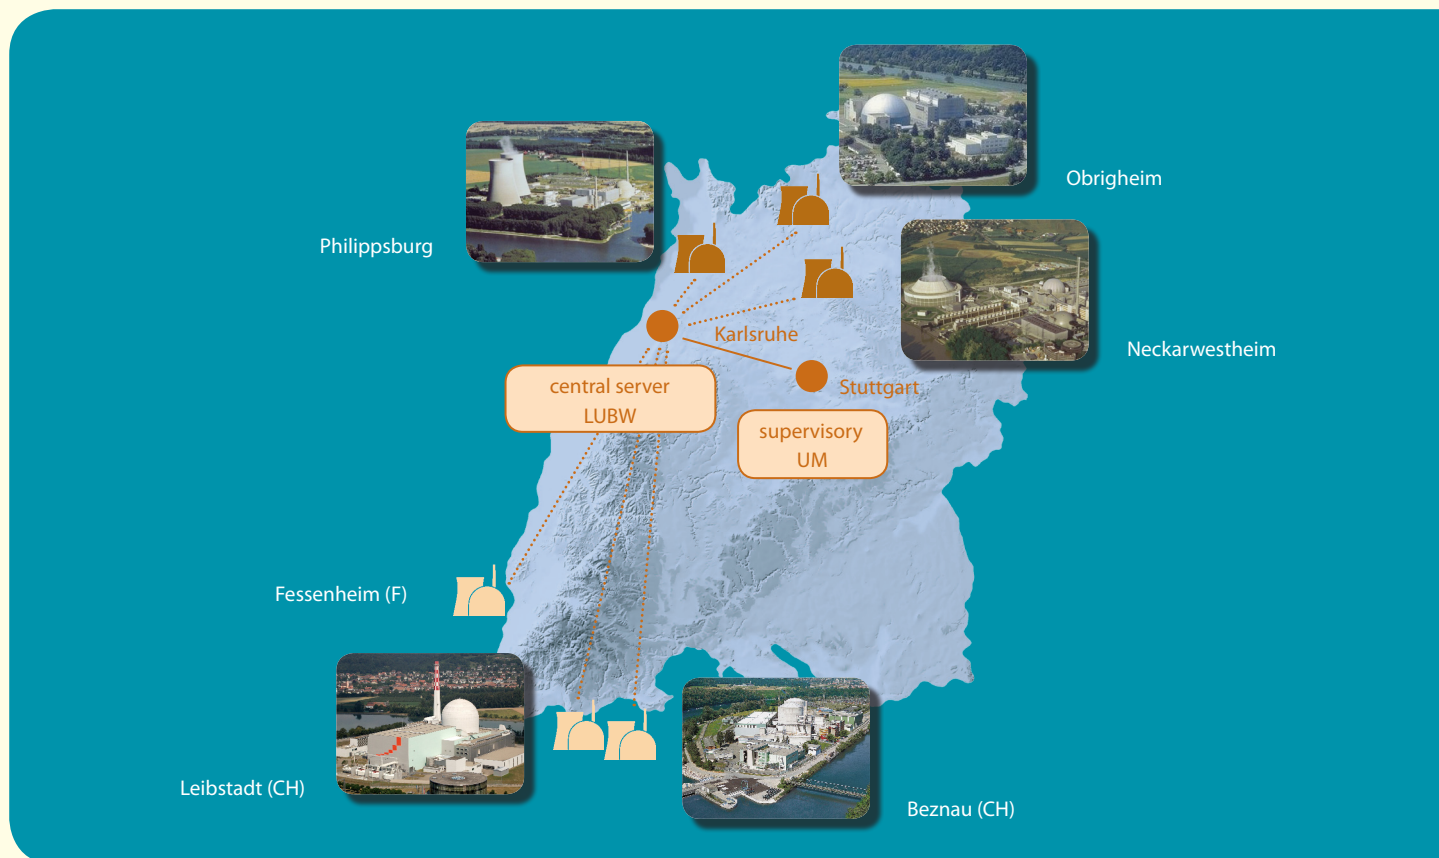 Obrigheim
Philippsburg
Karlsruhe
Neckarwestheim
central server
LUBW
Stuttgart
supervisory
UM
Fessenheim (F)
Leibstadt (CH)
Beznau (CH)